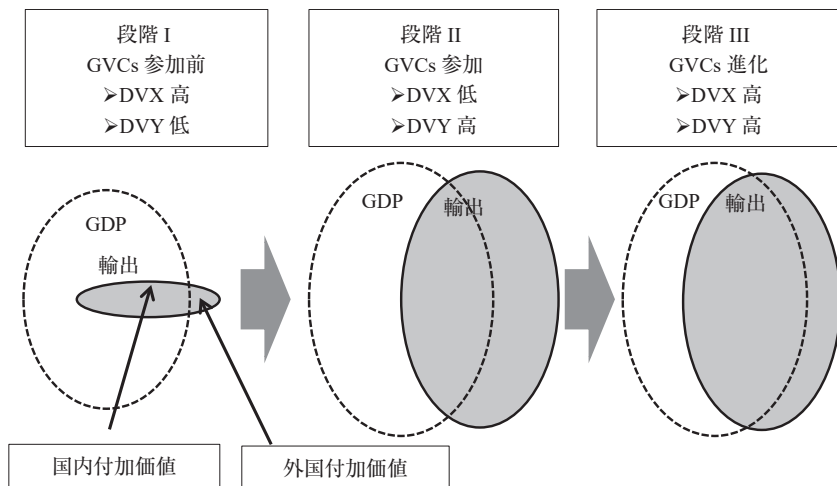 段階 I
GVCs 参加前
➢DVX 高
➢DVY 低
段階 II
GVCs 参加
➢DVX 低
➢DVY 高
段階 III
GVCs 進化
➢DVX 高
➢DVY 高
GDP
輸出
GDP
輸出
GDP
輸出
国内付加価値
外国付加価値